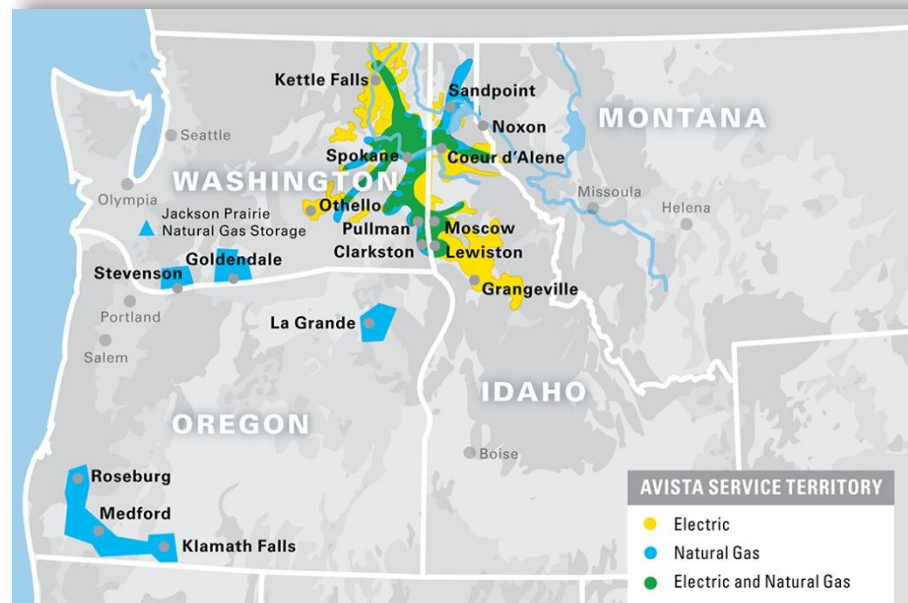 Kettle Falls
Sandpoint
MONTANA
Noxon
Seattle
Spokane
Coeur d'Alene
WASHINGTON
Missoula
Olympia
Othello
Helena
Jackson Prairie
Natural Gas Storage
Pullman
Moscow
Clarkston
Lewiston
Goldendale
Stevenson
Grangeville
Portland
La Grande
Salem
IDAHO
OREGON
Boise
Roseburg
Medford
Klamath Falls
AVISTA SERVICE TERRITORY
Electric
Natural Gas
Electric and Natural Gas